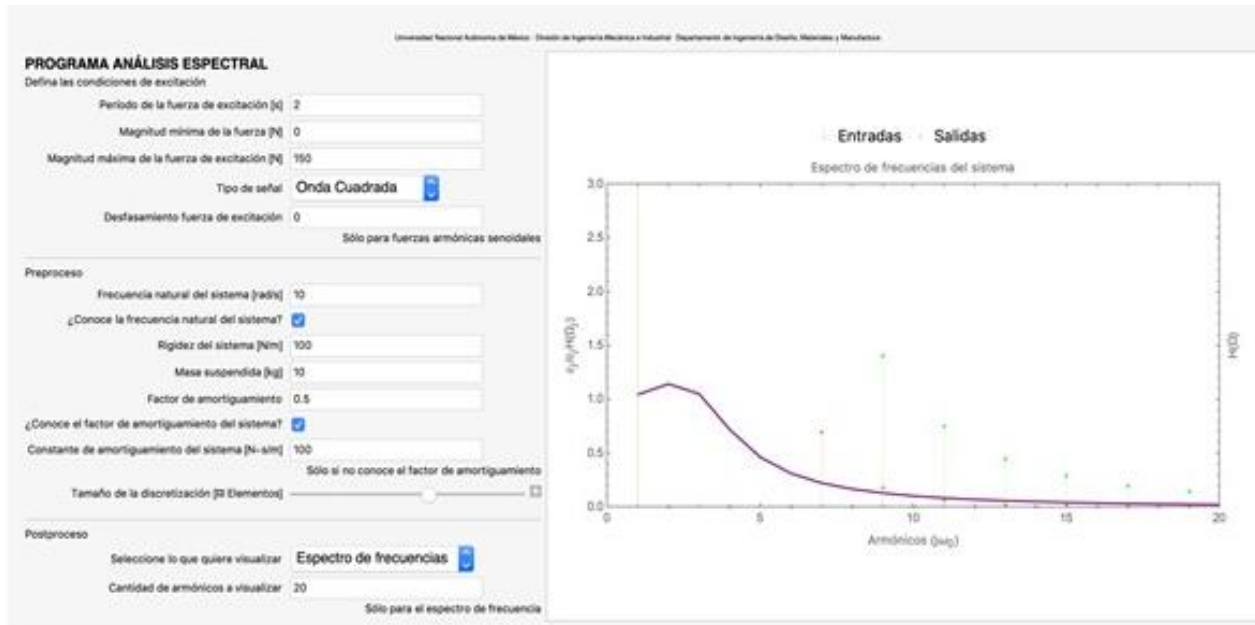 Universidad Nacional Autónoma de México - División de Ingeniería Mecánica e Industrial - Departamento de Ingeniería de Diseño, Materiales y Manufactura
PROGRAMA ANÁLISIS ESPECTRAL
Defina las condiciones de excitación
Período de la fuerza de excitación [s] 2
Magnitud mínima de la fuerza [N] 0
Magnitud máxima de la fuerza de excitación [N] 150
Tipo de señal Onda Cuadrada
Desfasamiento fuerza de excitación 0
Sólo para fuerzas armónicas senoidales
Preproceso
Frecuencia natural del sistema [rad/s] 10
¿Conoce la frecuencia natural del sistema?
Rigidez del sistema [N/m] 100
Masa suspendida [kg] 10
Factor de amortiguamiento 0.5
¿Conoce el factor de amortiguamiento del sistema?
Constante de amortiguamiento del sistema [N-s/m] 100
Sólo si no conoce el factor de amortiguamiento
Tamaño de la discretización Elementos]
Postproceso
Seleccione lo que quiere visualizar Espectro de frecuencias
Cantidad de armónicos a visualizar 20
Sólo para el espectro de frecuencia
Entradas Salidas
Espectro de frecuencias del sistema
3.0
2.5
2.0
1.5
1.0
0.5
0.0
0 5 10 15 20
Armónicos (jω0)
H(Ω)